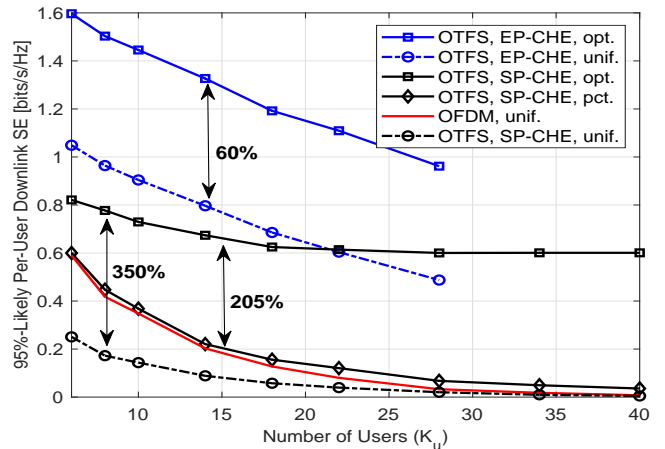 95%-Likely Per-User Downlink SE [bits/s/Hz]
1.6
1.4
1.2
1
0.8
0.6
0.4
0.2
0
OTFS, EP-CHE, opt.
OTFS, EP-CHE, unif.
OTFS, SP-CHE, opt.
OTFS, SP-CHE, pct.
OFDM, unif.
OTFS, SP-CHE, unif.
60%
350%
205%
10
15
20
25
30
35
40
Number of Users (K_u)